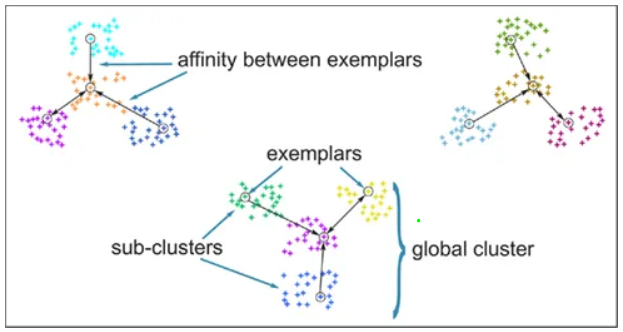 affinity between exemplars
exemplars
sub-clusters
global cluster